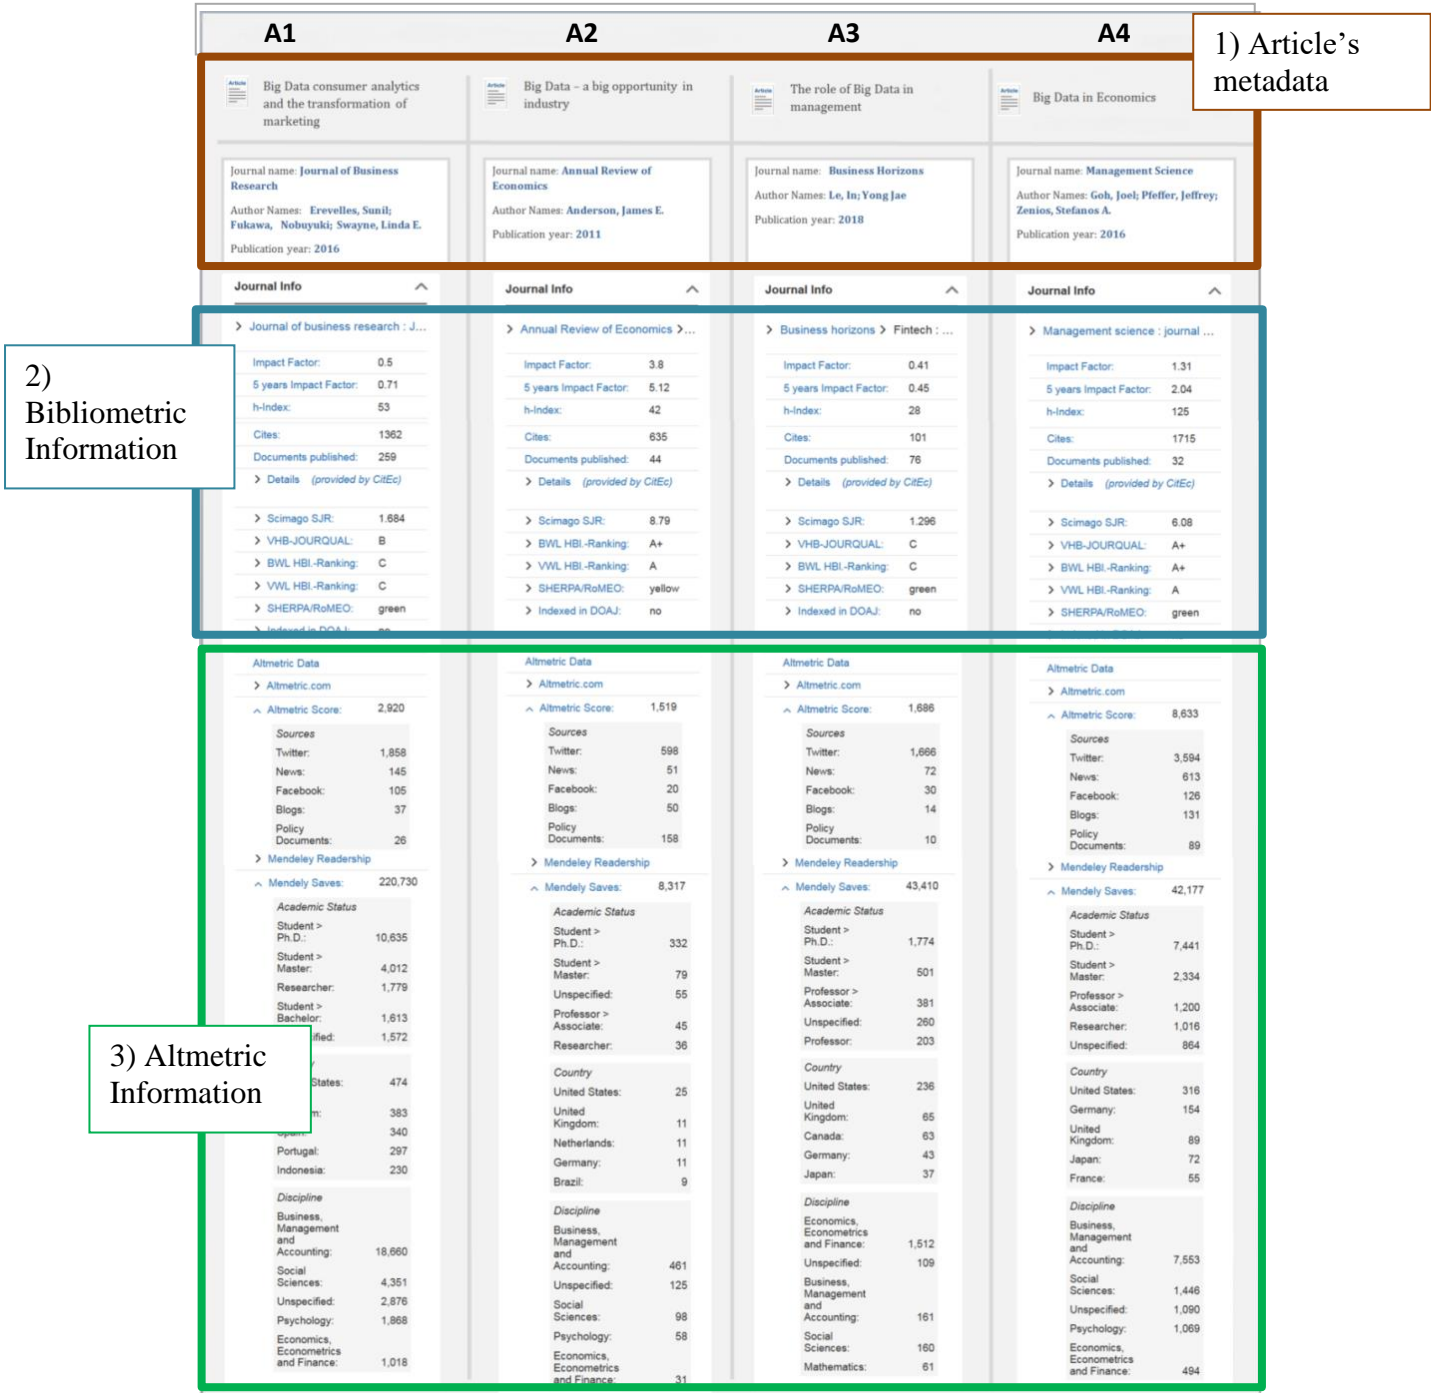 A1
A2
A3
A4
1) Article's
metadata
Article
Big Data consumer analytics
and the transformation of
marketing
Article
Big Data – a big opportunity in
industry
Article
The role of Big Data in
management
Article
Big Data in Economics
Journal name: Journal of Business
Research
Author Names: Erevelles, Sunil;
Fukawa, Nobuyuki; Swayne, Linda E.
Publication year: 2016
Journal name: Annual Review of
Economics
Author Names: Anderson, James E.
Publication year: 2011
Journal name: Business Horizons
Author Names: Le, In; Yong Jae
Publication year: 2018
Journal name: Management Science
Author Names: Goh, Joel; Pfeffer, Jeffrey;
Zenios, Stefanos A.
Publication year: 2016
2)
Bibliometric
Information
3) Altmetric
Information
Journal Info
Journal of business research : J...
Impact Factor: 0.5
5 years Impact Factor: 0.71
h-Index: 53
Cites: 1362
Documents published: 259
Details (provided by CitEc)
Scimago SJR: 1.684
VHB-JOURQUAL: B
BWL HBl.-Ranking: C
VWL HBl.-Ranking: C
SHERPA/RoMEO: green
Indexed in DOAJ: no
Altmetric Data
Altmetric.com
Altmetric Score: 2,920
Sources
Twitter: 1,858
News: 145
Facebook: 105
Blogs: 37
Policy
Documents: 26
Mendeley Readership
Mendely Saves: 220,730
Academic Status
Student >
Ph.D.: 10,635
Student >
Master: 4,012
Researcher: 1,779
Student >
Bachelor: 1,613
ified: 1,572
States: 474
m: 383
Spain: 340
Portugal: 297
Indonesia: 230
Discipline
Business,
Management
and
Accounting: 18,660
Social
Sciences: 4,351
Unspecified: 2,876
Psychology: 1,868
Economics,
Econometrics
and Finance: 1,018
Journal Info
Annual Review of Economics > ...
Impact Factor: 3.8
5 years Impact Factor: 5.12
h-Index: 42
Cites: 635
Documents published: 44
Details (provided by CitEc)
Scimago SJR: 8.79
BWL HBl.-Ranking: A+
VWL HBl.-Ranking: A
SHERPA/RoMEO: yellow
Indexed in DOAJ: no
Altmetric Data
Altmetric.com
Altmetric Score: 1,519
Sources
Twitter: 598
News: 51
Facebook: 20
Blogs: 50
Policy
Documents: 158
Mendeley Readership
Mendely Saves: 8,317
Academic Status
Student >
Ph.D.: 332
Student >
Master: 79
Unspecified: 55
Professor >
Associate: 45
Researcher: 36
Country
United States: 25
United
Kingdom: 11
Netherlands: 11
Germany: 11
Brazil: 9
Discipline
Business,
Management
and
Accounting: 461
Unspecified: 125
Social
Sciences: 98
Psychology: 58
Economics,
Econometrics
and Finance: 31
Journal Info
Business horizons > Fintech : ...
Impact Factor: 0.41
5 years Impact Factor: 0.45
h-Index: 28
Cites: 101
Documents published: 76
Details (provided by CitEc)
Scimago SJR: 1.296
VHB-JOURQUAL: C
BWL HBl.-Ranking: C
SHERPA/RoMEO: green
Indexed in DOAJ: no
Altmetric Data
Altmetric.com
Altmetric Score: 1,686
Sources
Twitter: 1,666
News: 72
Facebook: 30
Blogs: 14
Policy
Documents: 10
Mendeley Readership
Mendely Saves: 43,410
Academic Status
Student >
Ph.D.: 1,774
Student >
Master: 501
Professor >
Associate: 381
Unspecified: 260
Professor: 203
Country
United States: 236
United
Kingdom: 65
Canada: 63
Germany: 43
Japan: 37
Discipline
Economics,
Econometrics
and Finance: 1,512
Unspecified: 109
Business,
Management
and
Accounting: 161
Social
Sciences: 160
Mathematics: 61
Journal Info
Management science : journal ...
Impact Factor: 1.31
5 years Impact Factor: 2.04
h-Index: 125
Cites: 1715
Documents published: 32
Details (provided by CitEc)
Scimago SJR: 6.08
VHB-JOURQUAL: A+
BWL HBl.-Ranking: A+
VWL HBl.-Ranking: A
SHERPA/RoMEO: green
Altmetric Data
Altmetric.com
Altmetric Score: 8,633
Sources
Twitter: 3,594
News: 613
Facebook: 126
Blogs: 131
Policy
Documents: 89
Mendeley Readership
Mendely Saves: 42,177
Academic Status
Student >
Ph.D.: 7,441
Student >
Master: 2,334
Professor >
Associate: 1,200
Researcher: 1,016
Unspecified: 864
Country
United States: 316
Germany: 154
United
Kingdom: 89
Japan: 72
France: 55
Discipline
Business,
Management
and
Accounting: 7,553
Social
Sciences: 1,446
Unspecified: 1,090
Psychology: 1,069
Economics,
Econometrics
and Finance: 494